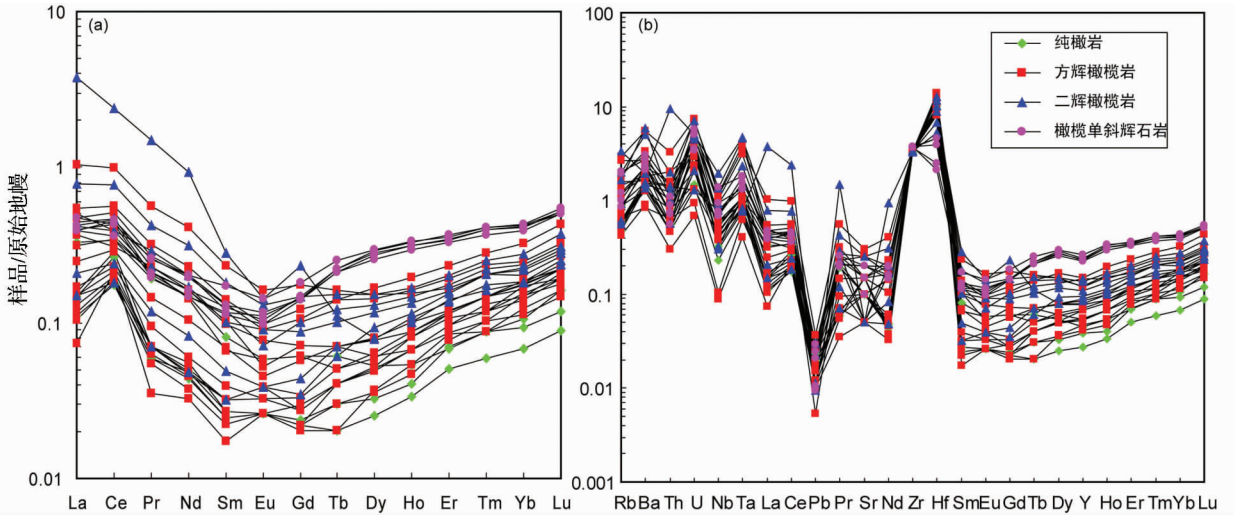 (a)
样品/原始地幔
10
1
0.1
0.01
La Ce Pr Nd Sm Eu Gd Tb Dy Ho Er Tm Yb Lu
(b)
100
10
1
0.1
0.01
0.001
纯橄岩
方辉橄榄岩
二辉橄榄岩
橄榄单斜辉石岩
Rb Ba Th U Nb Ta La Ce Pb Pr Sr Nd Zr Hf Sm Eu Gd Tb Dy Y Ho Er Tm Yb Lu